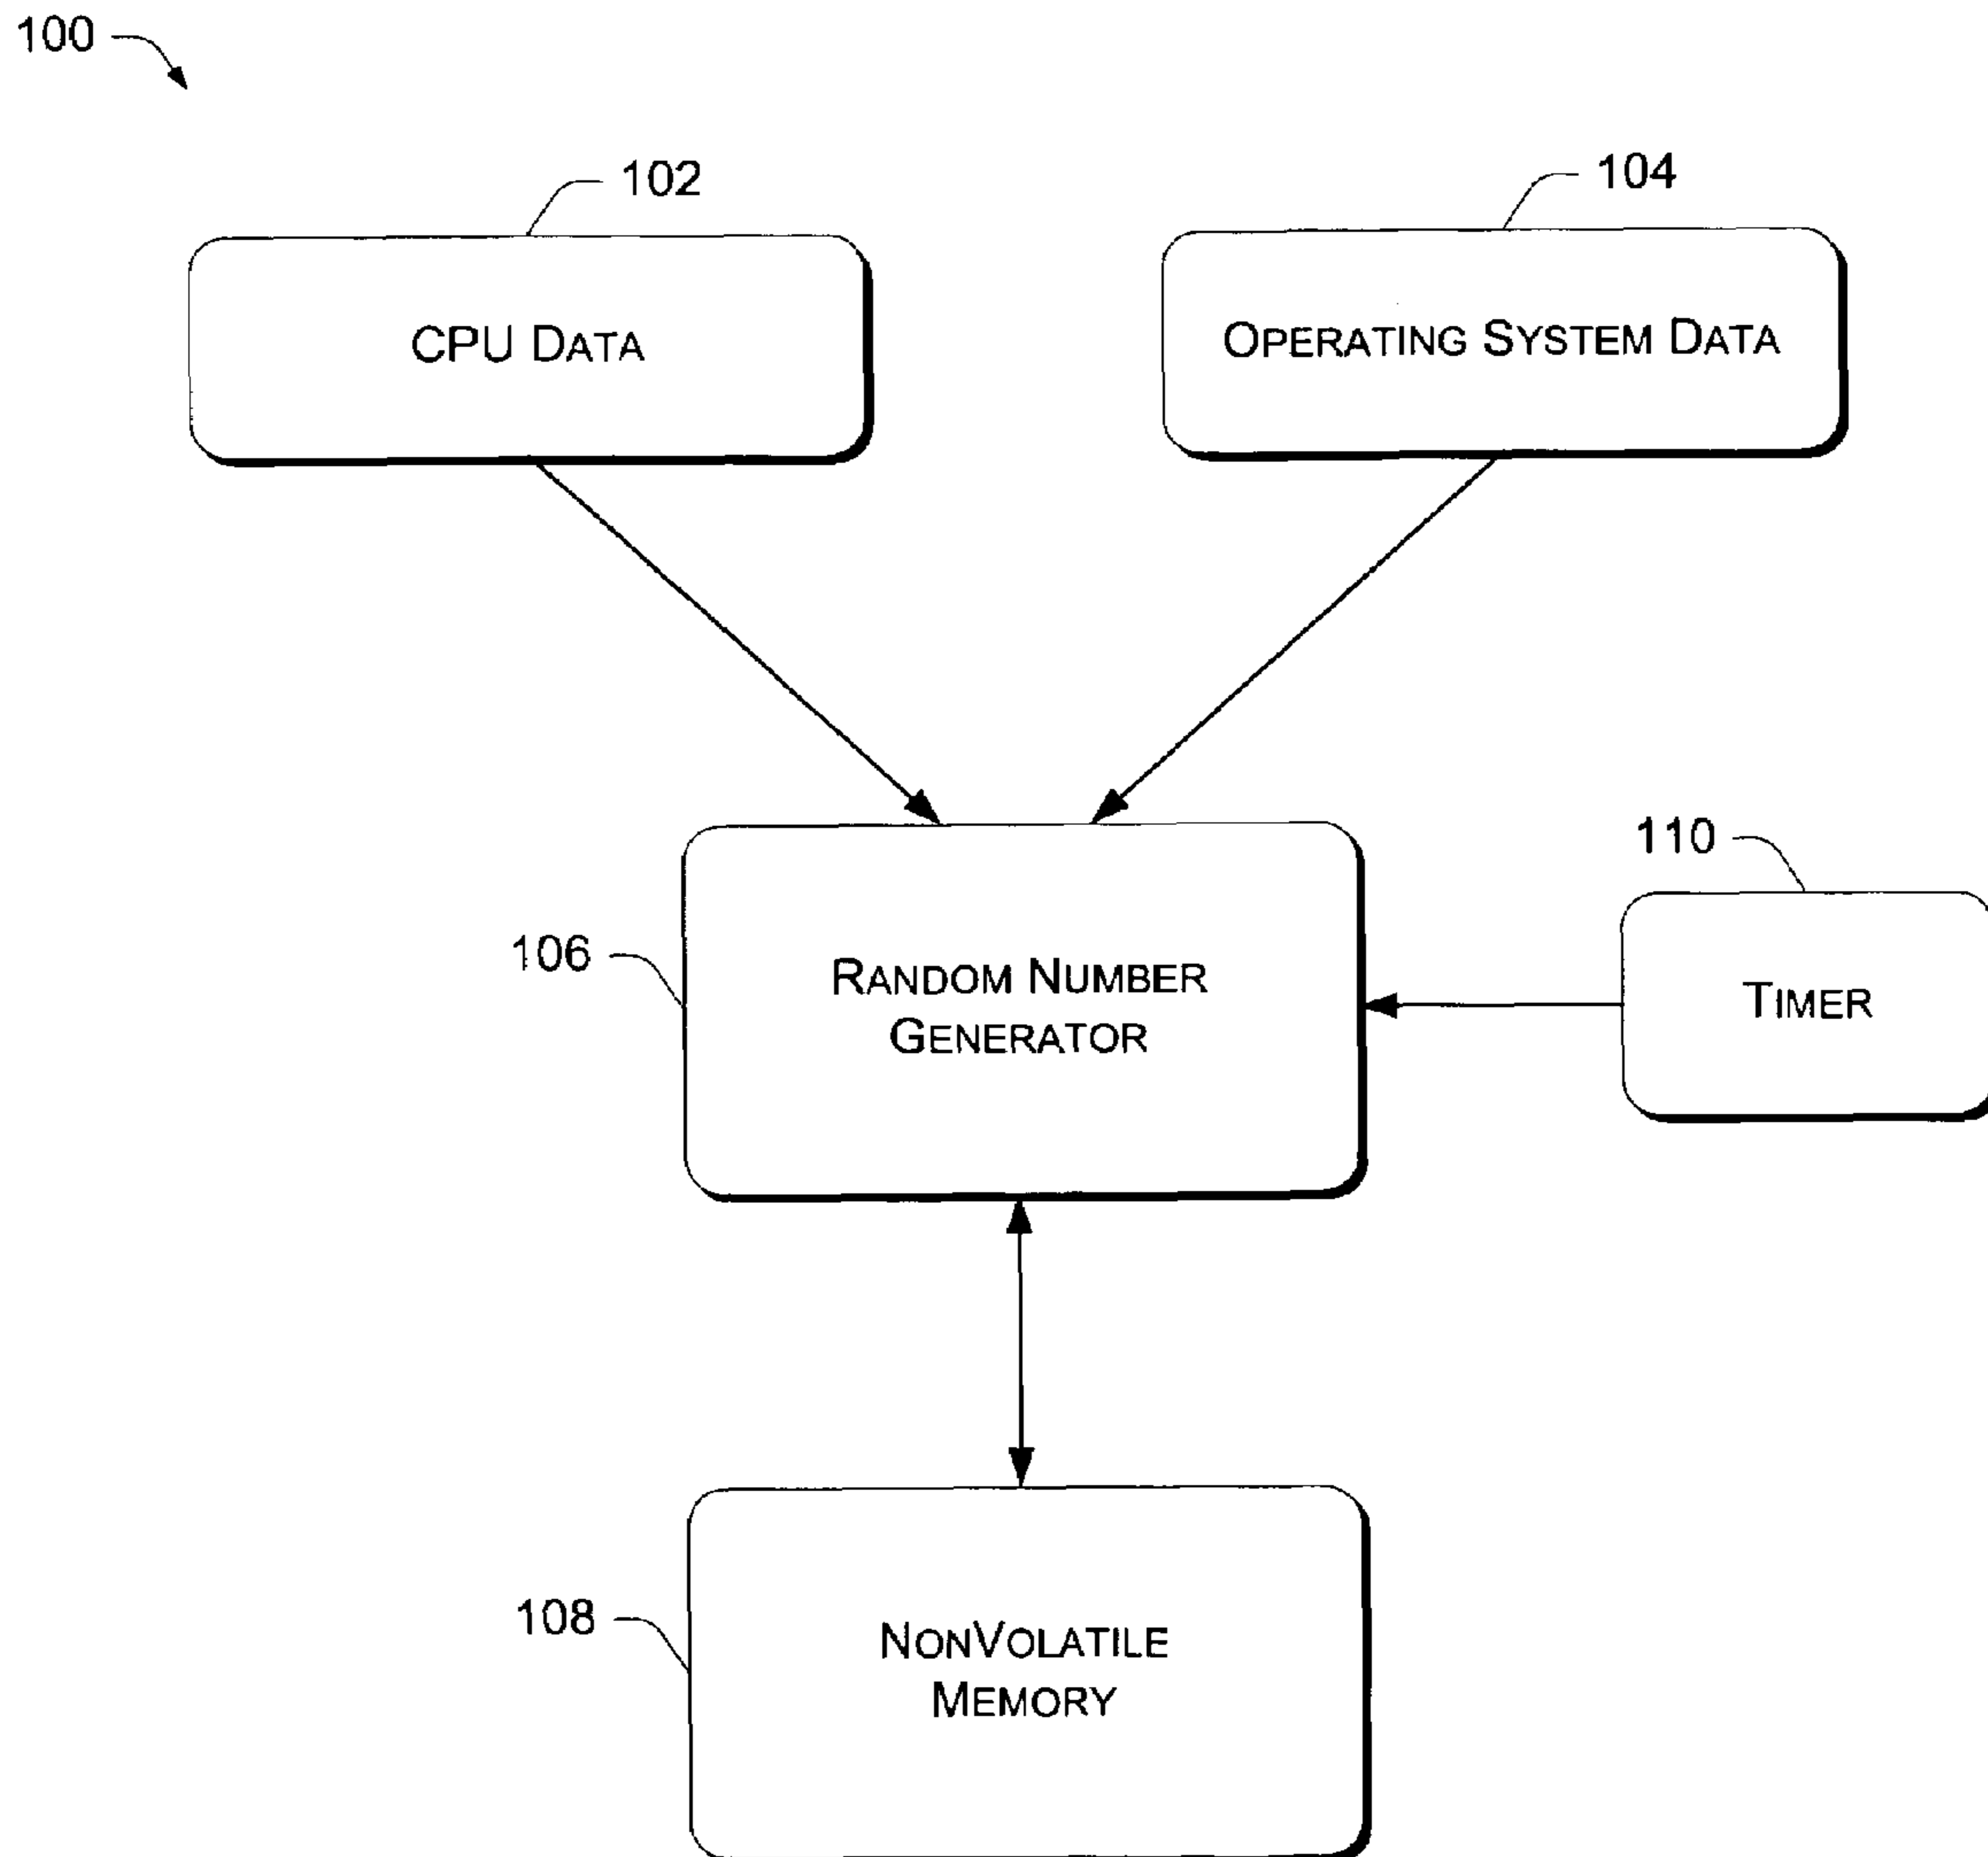 100
102
104
CPU DATA
OPERATING SYSTEM DATA
110
106
RANDOM NUMBER
GENERATOR
TIMER
108
NONVOLATILE
MEMORY